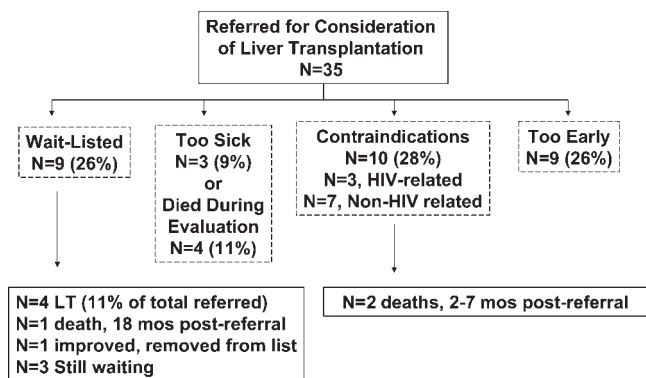 Referred for Consideration
of Liver Transplantation
N=35
Wait-Listed
N=9 (26%)
Too Sick
N=3 (9%)
or
Died During
Evaluation
N=4 (11%)
Contraindications
N=10 (28%)
N=3, HIV-related
N=7, Non-HIV related
Too Early
N=9 (26%)
N=4 LT (11% of total referred)
N=1 death, 18 mos post-referral
N=1 improved, removed from list
N=3 Still waiting
N=2 deaths, 2-7 mos post-referral